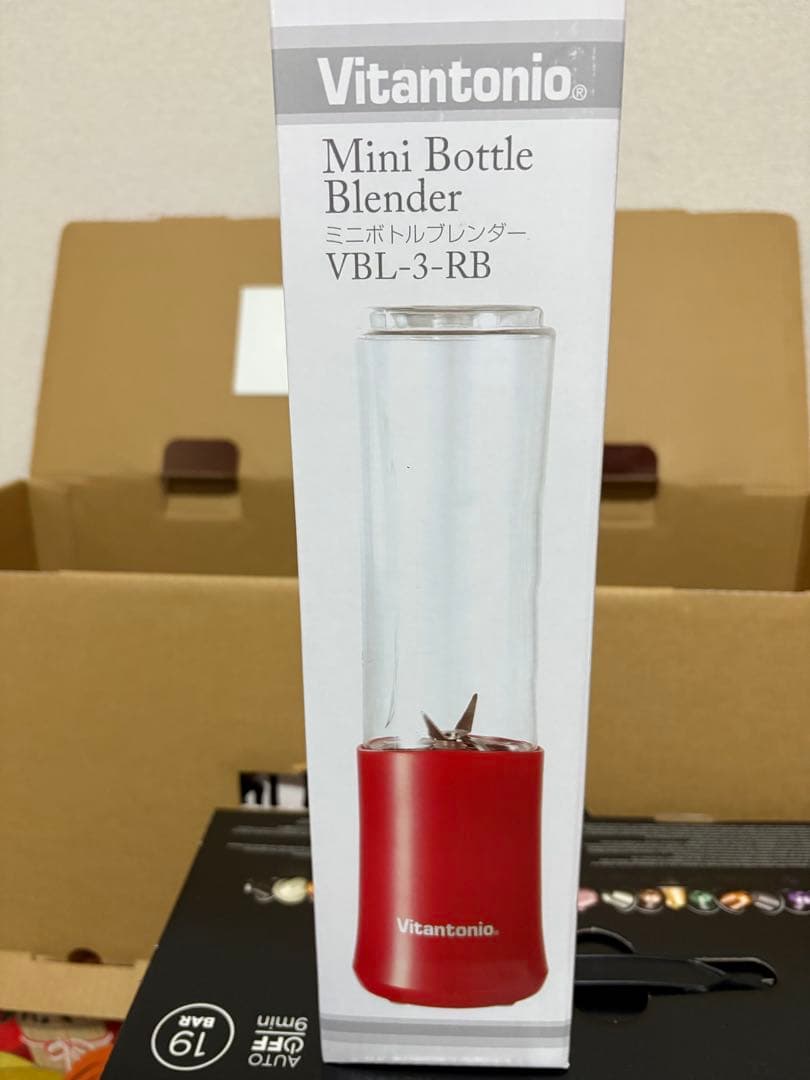 Vitantonio®
Mini Bottle
Blender
ミニボトルブレンダー
VBL-3-RB
Vitantonio®
19
BAR
AUTO
OFF
9min